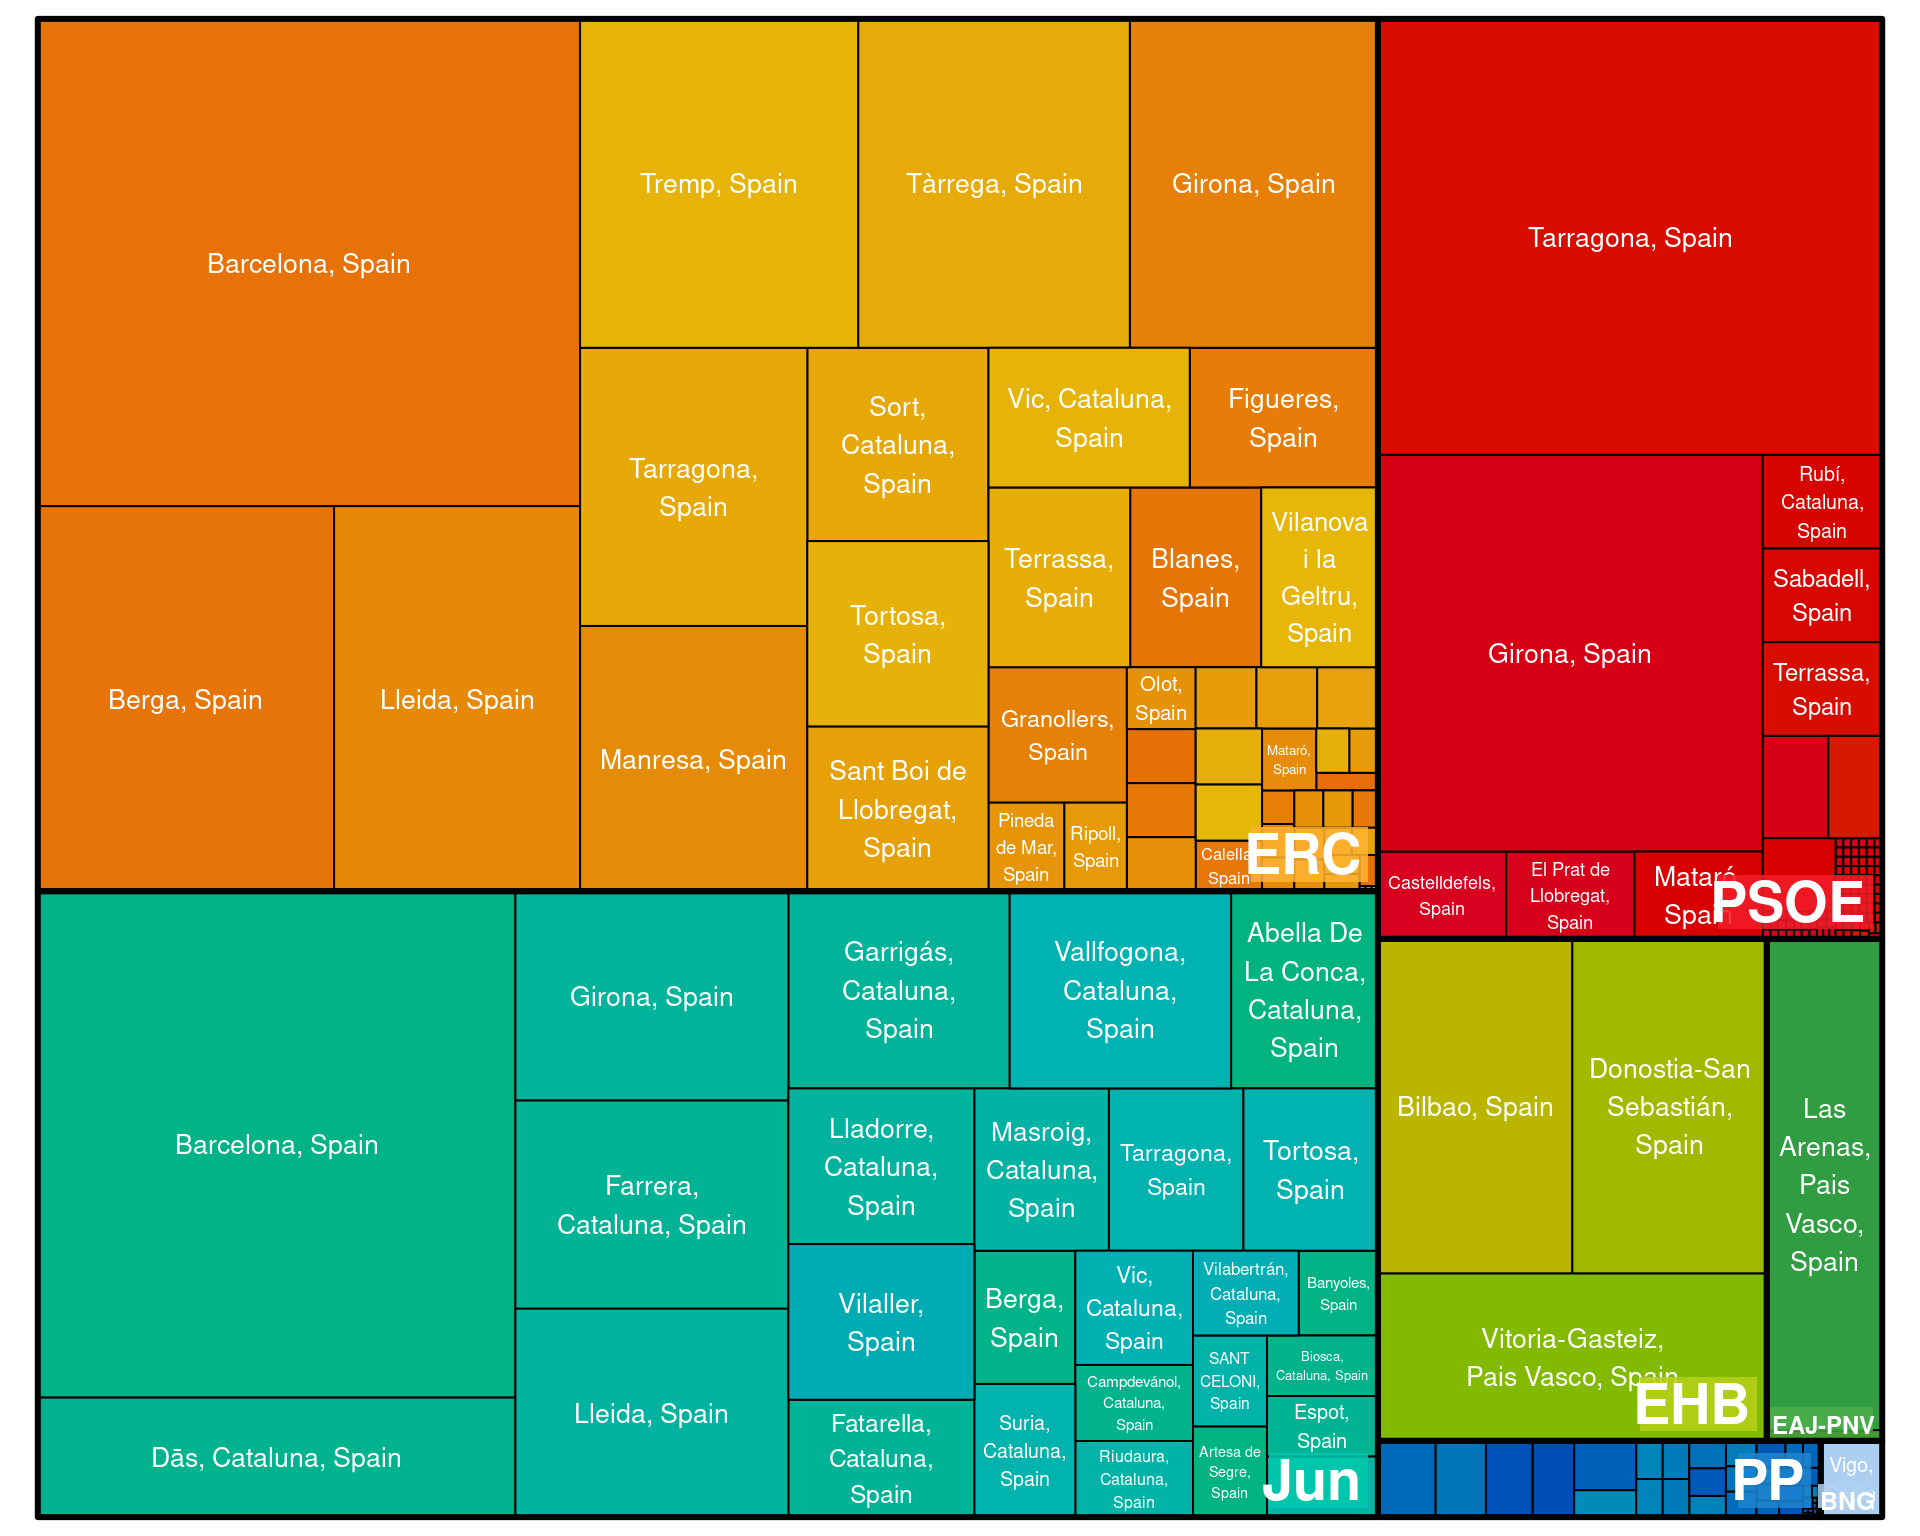 Barcelona, Spain
Tremp, Spain
Tàrrega, Spain
Girona, Spain
Berga, Spain
Lleida, Spain
Tarragona,
Spain
Manresa, Spain
Sort,
Cataluna,
Spain
Tortosa,
Spain
Sant Boi de
Llobregat,
Spain
Vic, Cataluna,
Spain
Figueres,
Spain
Terrassa,
Spain
Blanes,
Spain
Vilanova
i la
Geltru,
Spain
Granollers,
Spain
Olot,
Spain
Mataró,
Spain
Pineda
de Mar,
Spain
Ripoll,
Spain
Calella
Spain
ERC
Tarragona, Spain
Girona, Spain
Rubí,
Cataluna,
Spain
Sabadell,
Spain
Terrassa,
Spain
Castelldefels,
Spain
El Prat de
Llobregat,
Spain
Mataró
Spain
PSOE
Barcelona, Spain
Dās, Cataluna, Spain
Girona, Spain
Farrera,
Cataluna, Spain
Lleida, Spain
Garrigás,
Cataluna,
Spain
Vallfogona,
Cataluna,
Spain
Abella De
La Conca,
Cataluna,
Spain
Lladorre,
Cataluna,
Spain
Vilaller,
Spain
Fatarella,
Cataluna,
Spain
Masroig,
Cataluna,
Spain
Tarragona,
Spain
Tortosa,
Spain
Berga,
Spain
Suria,
Cataluna,
Spain
Vic,
Cataluna,
Spain
Campdevánol,
Cataluna,
Spain
Riudaura,
Cataluna,
Spain
Vilabertrán,
Cataluna,
Spain
Banyoles,
Spain
SANT
CELONI,
Spain
Artesa de
Segre,
Spain
Biosca,
Cataluna, Spain
Espot,
Spain
Jun
Bilbao, Spain
Donostia-San
Sebastián,
Spain
Vitoria-Gasteiz,
Pais Vasco, Spain
EHB
Las
Arenas,
Pais
Vasco,
Spain
EAJ-PNV
PP
Vigo,
BNG